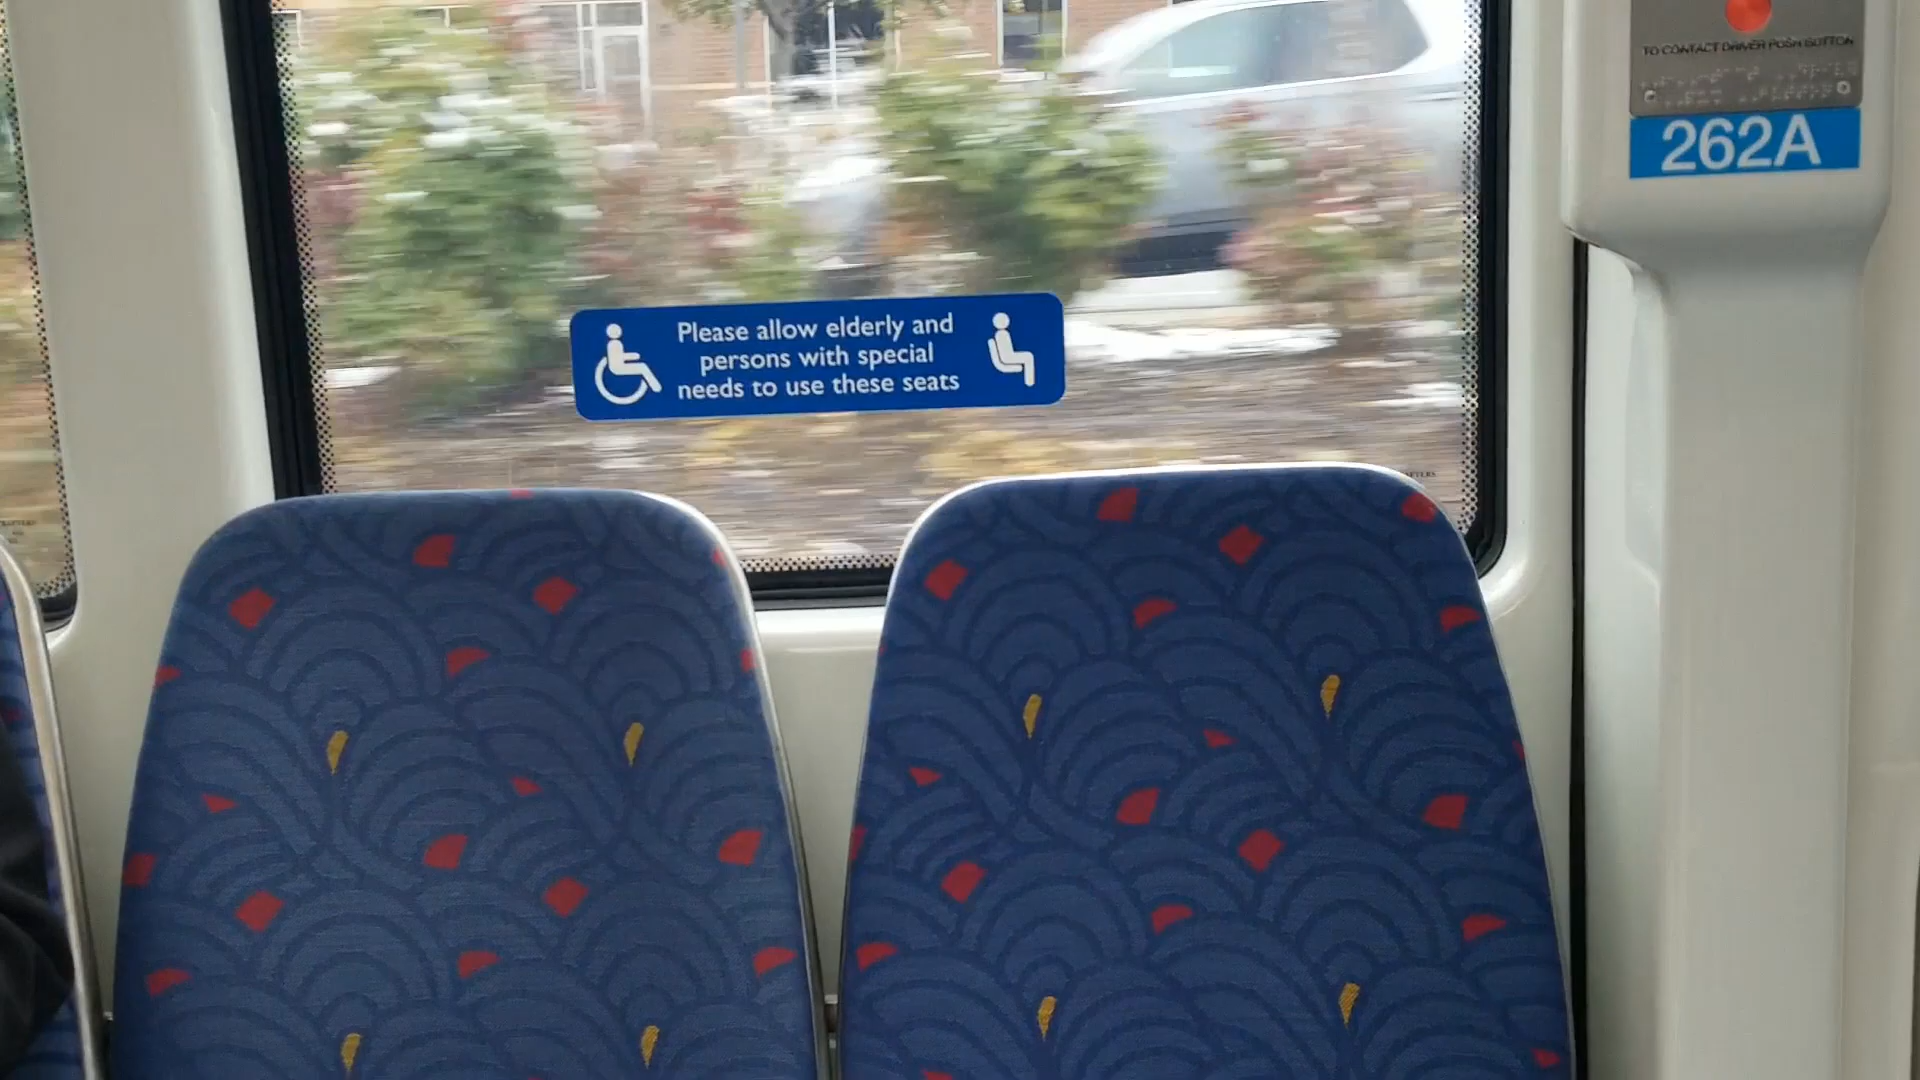 Please allow elderly and
persons with special
needs to use these seats
TO CONTACT DRIVER PUSH BUTTON
262A